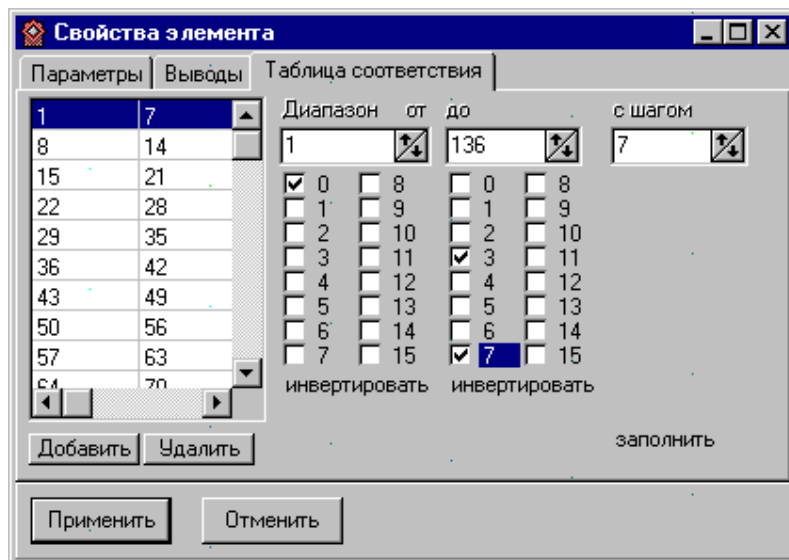 Свойства элемента
Параметры Выводы Таблица соответствия
Диапазон от до с шагом
1 136 7
1 7
8 14
15 21
22 28
29 35
36 42
43 49
50 56
57 63
64 70
0 8 0 8
1 9 1 9
2 10 2 10
3 11 3 11
4 12 4 12
5 13 5 13
6 14 6 14
7 15 7 15
инвертировать инвертировать
заполнить
Добавить Удалить
Применить Отменить